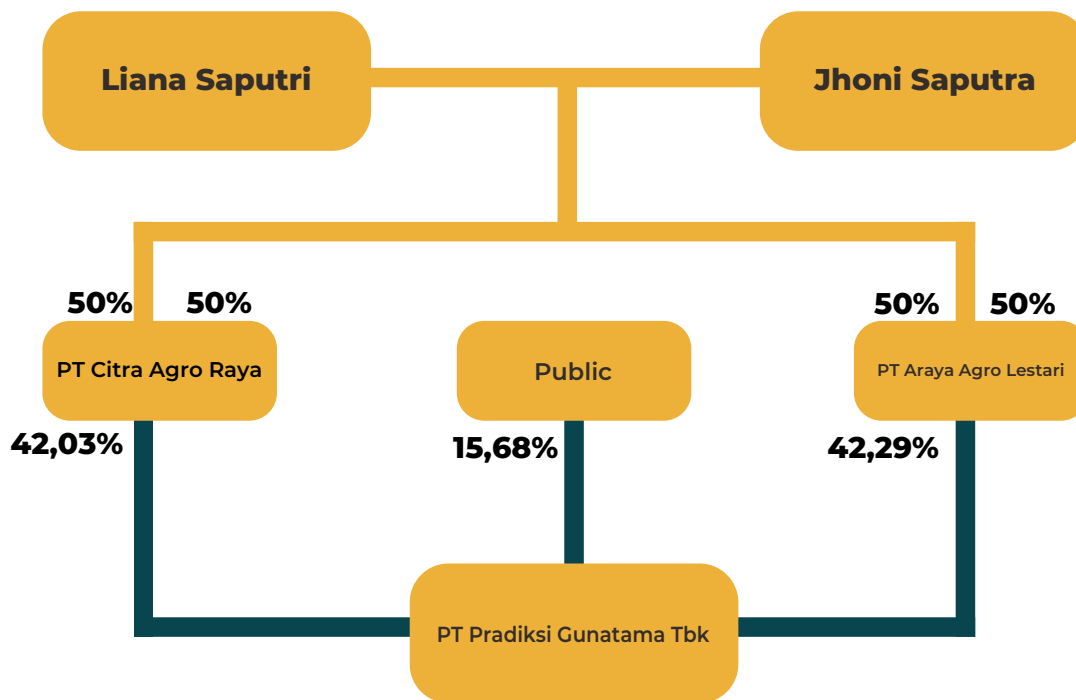 Liana Saputri
Jhoni Saputra
50%
50%
50%
50%
PT Citra Agro Raya
Public
PT Araya Agro Lestari
42,03%
15,68%
42,29%
PT Pradiksi Gunatama Tbk